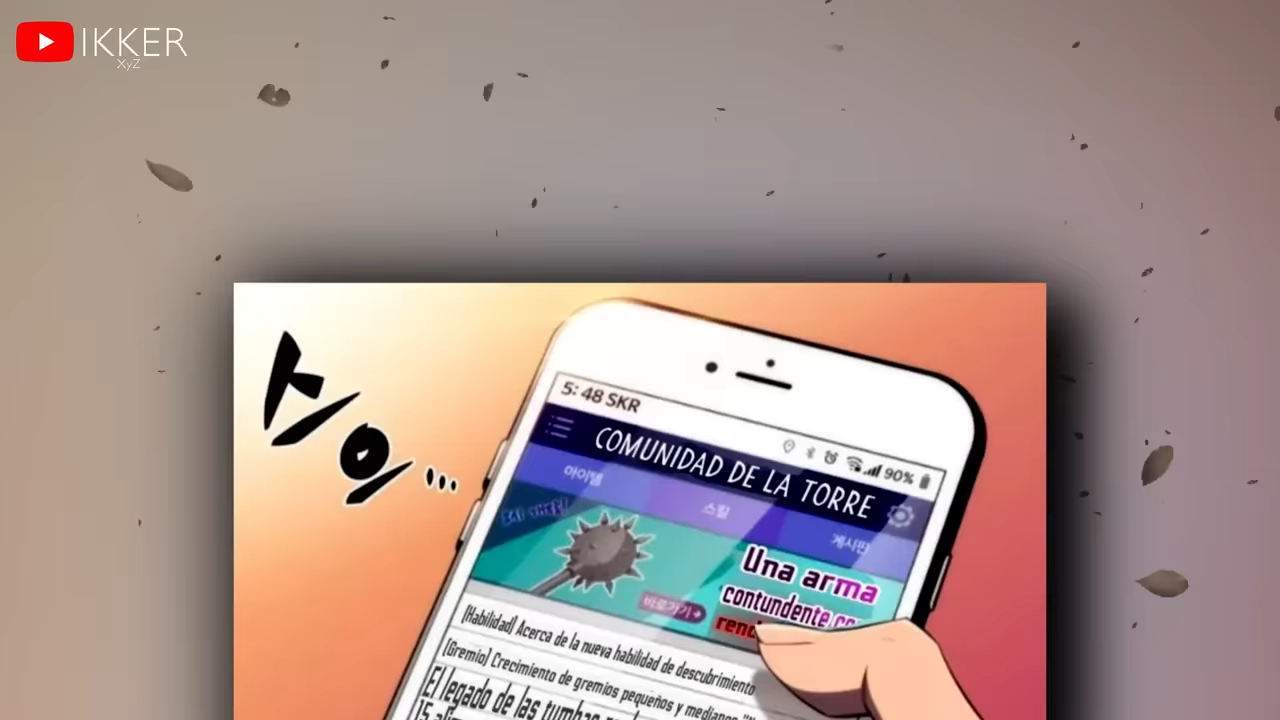 IKKER
XyZ
스
으...
5:48 SKR
90%
COMUNIDAD DE LA TORRE
아이템
스킬
게시판
Una arma
contundente
바로가기
[Habilidad] Acerca de la nueva habilidad de descubrimiento
[Gremio] Crecimiento de gremios pequeños y medianos
El legado de las tumbas
15